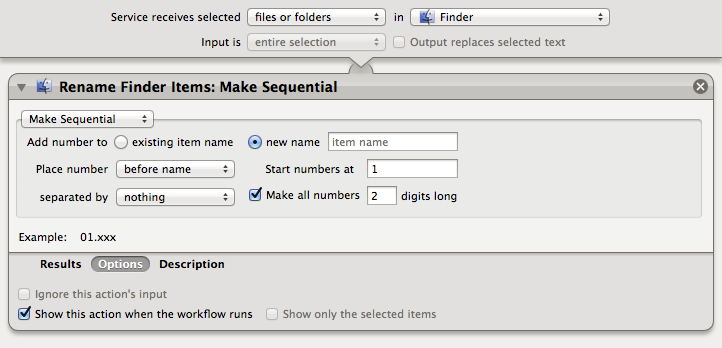 Service receives selected files or folders in Finder
Input is entire selection Output replaces selected text
Rename Finder Items: Make Sequential
Make Sequential
Add number to existing item name new name item name
Place number before name Start numbers at 1
separated by nothing Make all numbers 2 digits long
Example: 01.xxx
Results Options Description
Ignore this action's input
Show this action when the workflow runs Show only the selected items